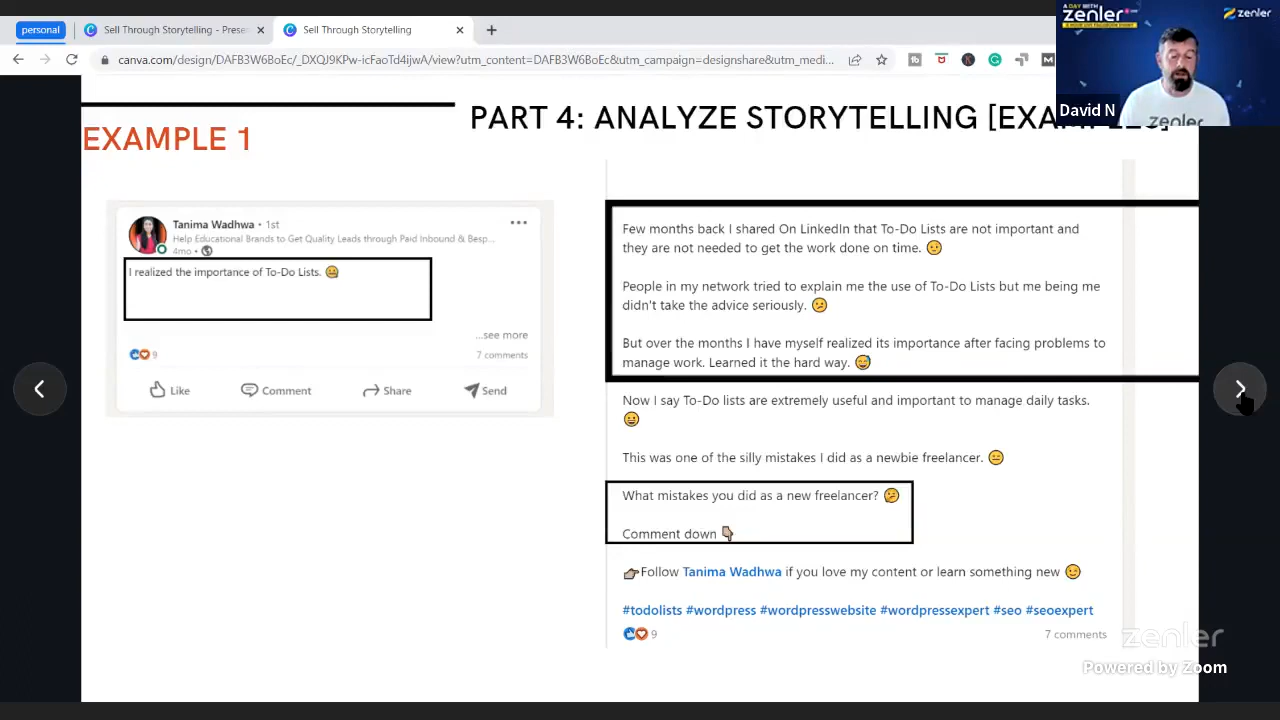 personal
Sell Through Storytelling - Prese
Sell Through Storytelling
canva.com/design/DAFB3W6BoEc/_DXQJ9KPw-icFaoTd4ijwA/view?utm_content=DAFB3W6BoEc&utm_campaign=designshare&utm_medi...
A DAY WITH
zenler
zenler
David N
zenler
PART 4: ANALYZE STORYTELLING
EXAMPLE 1
Tanima Wadhwa • 1st
Help Educational Brands to Get Quality Leads through Paid Inbound & Besp...
4mo •
I realized the importance of To-Do Lists. 🤐
...see more
9
7 comments
Like
Comment
Share
Send
Few months back I shared On LinkedIn that To-Do Lists are not important and
they are not needed to get the work done on time. 😐
People in my network tried to explain me the use of To-Do Lists but me being me
didn't take the advice seriously. 😕
But over the months I have myself realized its importance after facing problems to
manage work. Learned it the hard way. 😅
Now I say To-Do lists are extremely useful and important to manage daily tasks.
😀
This was one of the silly mistakes I did as a newbie freelancer. 😑
What mistakes you did as a new freelancer? 🤔
Comment down 👇🏽
👉🏽Follow Tanima Wadhwa if you love my content or learn something new 😉
#todolists #wordpress #wordpresswebsite #wordpressexpert #seo #seoexpert
9
7 comments
zenler
Powered by Zoom